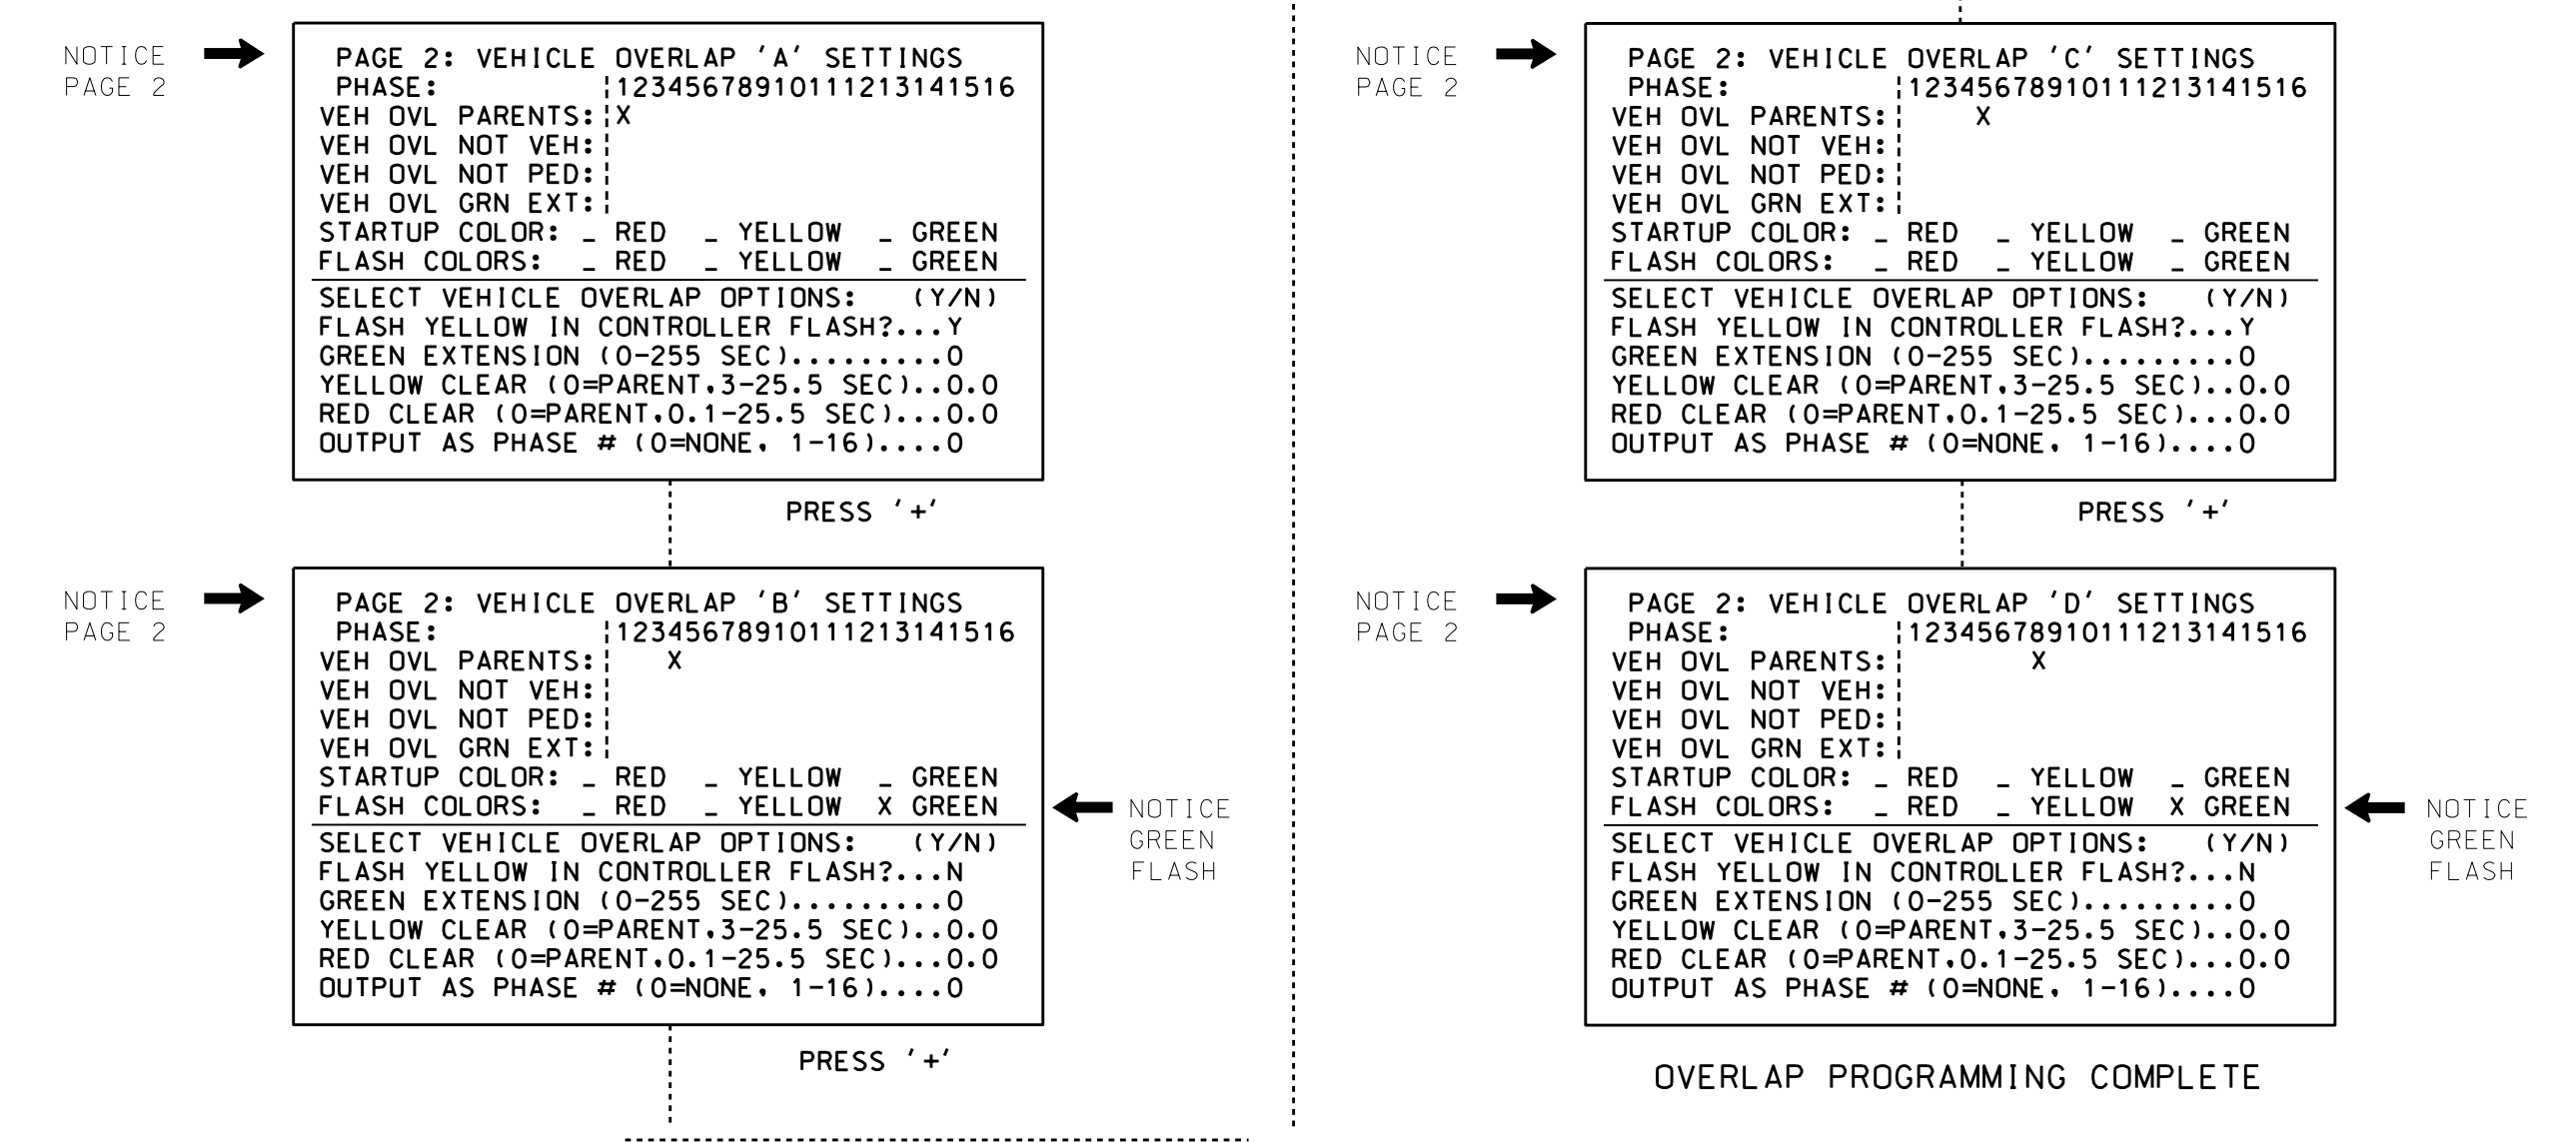 NOTICE
PAGE 2
PAGE 2: VEHICLE OVERLAP 'A' SETTINGS
PHASE: |12345678910111213141516
VEH OVL PARENTS:|X
VEH OVL NOT VEH:|
VEH OVL NOT PED:|
VEH OVL GRN EXT:|
STARTUP COLOR: _ RED _ YELLOW _ GREEN
FLASH COLORS: _ RED _ YELLOW _ GREEN
SELECT VEHICLE OVERLAP OPTIONS: (Y/N)
FLASH YELLOW IN CONTROLLER FLASH?...Y
GREEN EXTENSION (0-255 SEC).........0
YELLOW CLEAR (0=PARENT,3-25.5 SEC)..0.0
RED CLEAR (0=PARENT,0.1-25.5 SEC)...0.0
OUTPUT AS PHASE # (0=NONE, 1-16)....0
PRESS '+'
NOTICE
PAGE 2
PAGE 2: VEHICLE OVERLAP 'B' SETTINGS
PHASE: |12345678910111213141516
VEH OVL PARENTS:| X
VEH OVL NOT VEH:|
VEH OVL NOT PED:|
VEH OVL GRN EXT:|
STARTUP COLOR: _ RED _ YELLOW _ GREEN
FLASH COLORS: _ RED _ YELLOW X GREEN
NOTICE
GREEN
FLASH
SELECT VEHICLE OVERLAP OPTIONS: (Y/N)
FLASH YELLOW IN CONTROLLER FLASH?...N
GREEN EXTENSION (0-255 SEC).........0
YELLOW CLEAR (0=PARENT,3-25.5 SEC)..0.0
RED CLEAR (0=PARENT,0.1-25.5 SEC)...0.0
OUTPUT AS PHASE # (0=NONE, 1-16)....0
PRESS '+'
NOTICE
PAGE 2
PAGE 2: VEHICLE OVERLAP 'C' SETTINGS
PHASE: |12345678910111213141516
VEH OVL PARENTS:| X
VEH OVL NOT VEH:|
VEH OVL NOT PED:|
VEH OVL GRN EXT:|
STARTUP COLOR: _ RED _ YELLOW _ GREEN
FLASH COLORS: _ RED _ YELLOW _ GREEN
SELECT VEHICLE OVERLAP OPTIONS: (Y/N)
FLASH YELLOW IN CONTROLLER FLASH?...Y
GREEN EXTENSION (0-255 SEC).........0
YELLOW CLEAR (0=PARENT,3-25.5 SEC)..0.0
RED CLEAR (0=PARENT,0.1-25.5 SEC)...0.0
OUTPUT AS PHASE # (0=NONE, 1-16)....0
PRESS '+'
NOTICE
PAGE 2
PAGE 2: VEHICLE OVERLAP 'D' SETTINGS
PHASE: |12345678910111213141516
VEH OVL PARENTS:| X
VEH OVL NOT VEH:|
VEH OVL NOT PED:|
VEH OVL GRN EXT:|
STARTUP COLOR: _ RED _ YELLOW _ GREEN
FLASH COLORS: _ RED _ YELLOW X GREEN
NOTICE
GREEN
FLASH
SELECT VEHICLE OVERLAP OPTIONS: (Y/N)
FLASH YELLOW IN CONTROLLER FLASH?...N
GREEN EXTENSION (0-255 SEC).........0
YELLOW CLEAR (0=PARENT,3-25.5 SEC)..0.0
RED CLEAR (0=PARENT,0.1-25.5 SEC)...0.0
OUTPUT AS PHASE # (0=NONE, 1-16)....0
OVERLAP PROGRAMMING COMPLETE